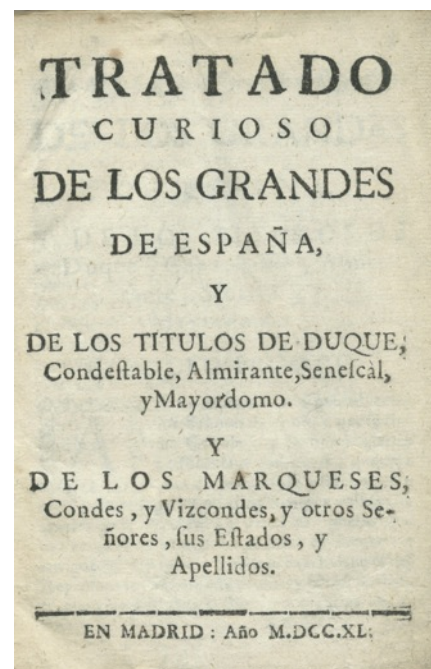 TRATADO
CURIOSO
DE LOS GRANDES
DE ESPAÑA,
Y
DE LOS TITULOS DE DUQUE,
Condeſtable, Almirante, Seneſcàl,
y Mayordomo.
Y
DE LOS MARQUESES,
Condes, y Vizcondes, y otros Se-
ñores, ſus Eſtados, y
Apellidos.
EN MADRID: Año M.DCC.XL.